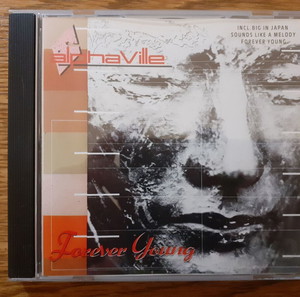 alphaville
INCL. BIG IN JAPAN
SOUNDS LIKE A MELODY
FOREVER YOUNG
Forever Young